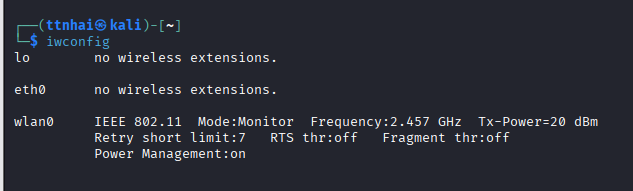 ┌──(ttnhai㉿kali)-[~]
└─$ iwconfig
lo        no wireless extensions.

eth0      no wireless extensions.

wlan0     IEEE 802.11  Mode:Monitor  Frequency:2.457 GHz  Tx-Power=20 dBm
          Retry short limit:7   RTS thr:off   Fragment thr:off
          Power Management:on